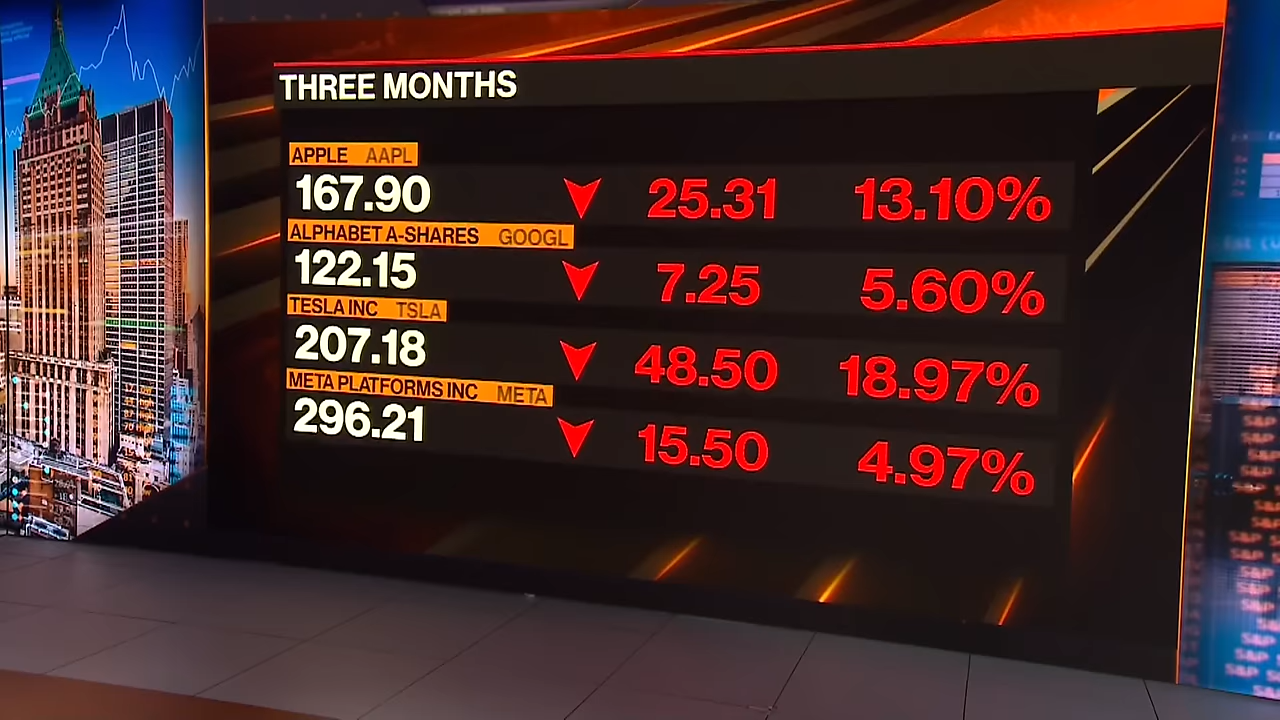 THREE MONTHS
APPLE AAPL
167.90 25.31 13.10%
ALPHABET A-SHARES GOOGL
122.15 7.25 5.60%
TESLA INC TSLA
207.18 48.50 18.97%
META PLATFORMS INC META
296.21 15.50 4.97%
S&P
S&P
S&P
S&P
S&P
S&P
S&P
S&P